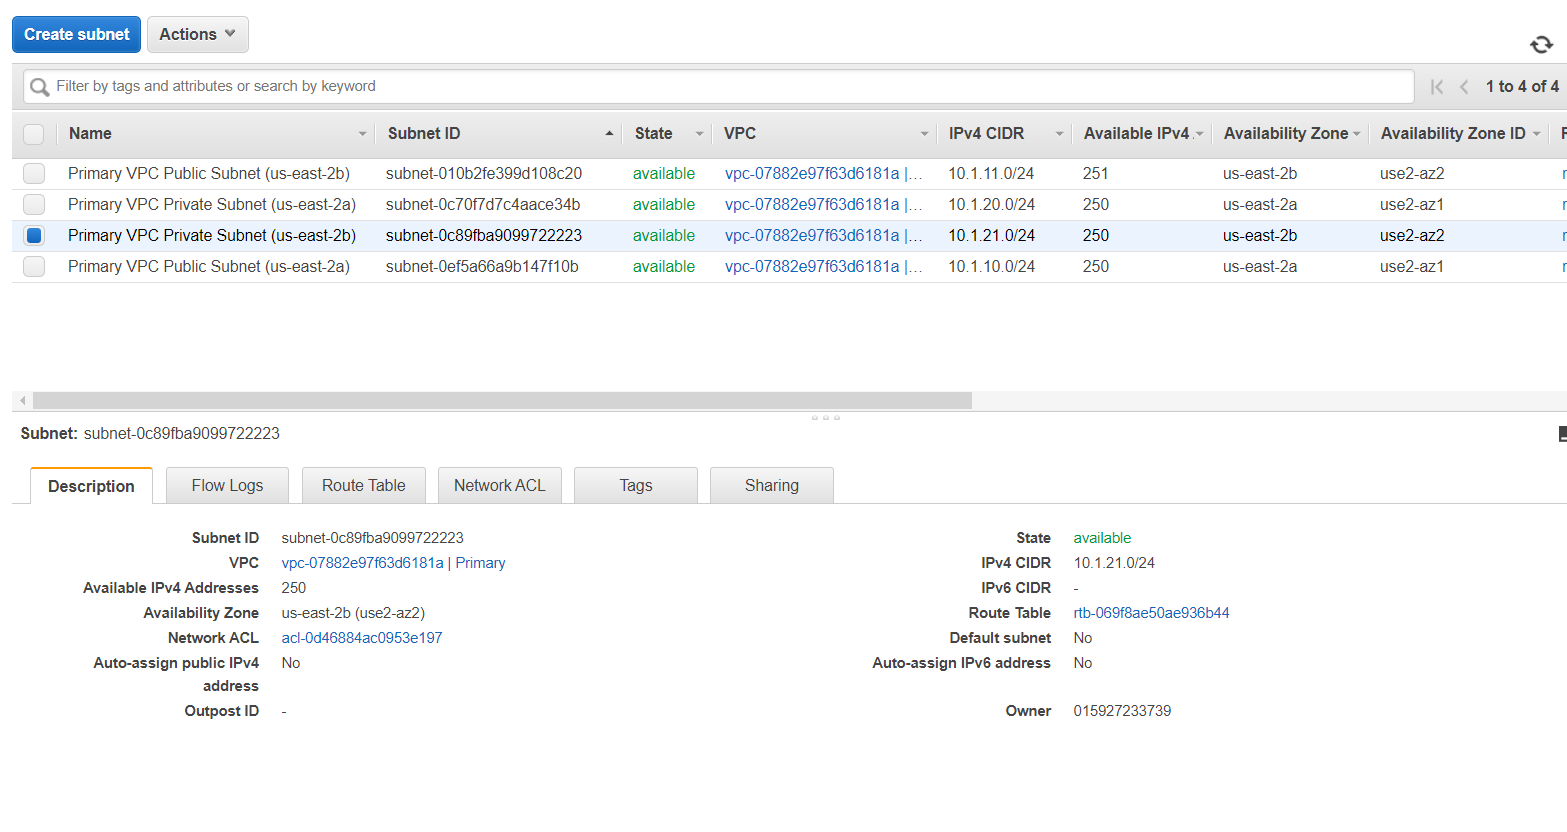 Create subnet Actions
Filter by tags and attributes or search by keyword 1 to 4 of 4
Name Subnet ID State VPC IPv4 CIDR Available IPv4 Availability Zone Availability Zone ID
Primary VPC Public Subnet (us-east-2b) subnet-010b2fe399d108c20 available vpc-07882e97f63d6181a |... 10.1.11.0/24 251 us-east-2b use2-az2
Primary VPC Private Subnet (us-east-2a) subnet-0c70f7d7c4aace34b available vpc-07882e97f63d6181a |... 10.1.20.0/24 250 us-east-2a use2-az1
Primary VPC Private Subnet (us-east-2b) subnet-0c89fba9099722223 available vpc-07882e97f63d6181a |... 10.1.21.0/24 250 us-east-2b use2-az2
Primary VPC Public Subnet (us-east-2a) subnet-0ef5a66a9b147f10b available vpc-07882e97f63d6181a |... 10.1.10.0/24 250 us-east-2a use2-az1
Subnet: subnet-0c89fba9099722223
Description Flow Logs Route Table Network ACL Tags Sharing
Subnet ID subnet-0c89fba9099722223 State available
VPC vpc-07882e97f63d6181a | Primary IPv4 CIDR 10.1.21.0/24
Available IPv4 Addresses 250 IPv6 CIDR -
Availability Zone us-east-2b (use2-az2) Route Table rtb-069f8ae50ae936b44
Network ACL acl-0d46884ac0953e197 Default subnet No
Auto-assign public IPv4 No Auto-assign IPv6 address No
address
Outpost ID - Owner 015927233739